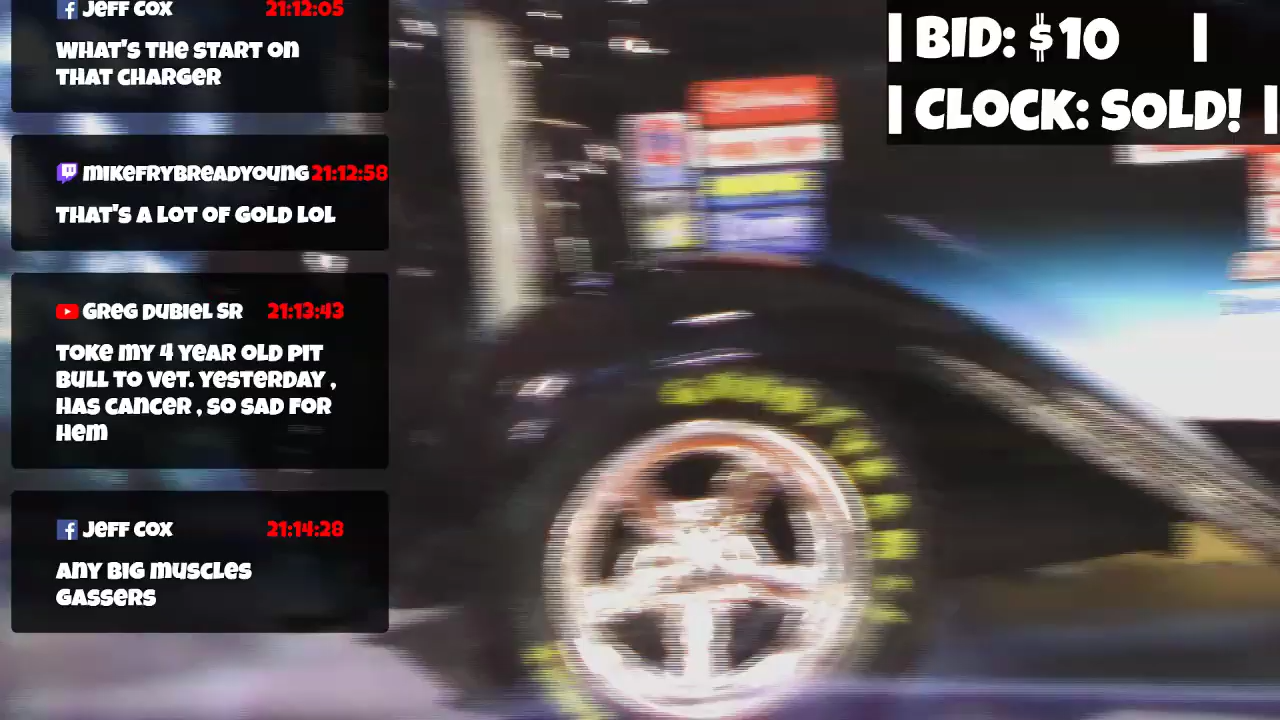 Jeff Cox 21:12:05
What's the start on
that charger
mikefrybreadyoung 21:12:58
That's a lot of gold lol
Greg Dubiel Sr 21:13:43
Toke my 4 year old pit
bull to vet. Yesterday ,
has cancer , so sad for
hem
Jeff Cox 21:14:28
Any big muscles
gassers
| BID: $10 |
| CLOCK: SOLD! |